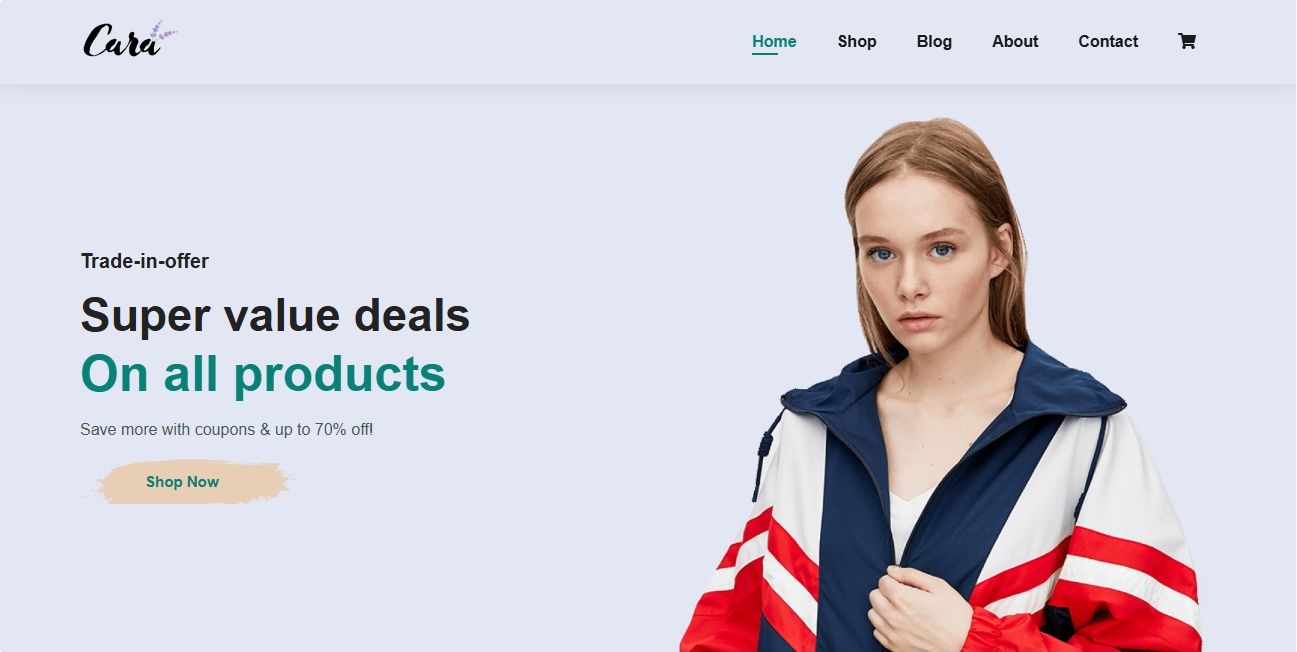 Cara
Home Shop Blog About Contact
Trade-in-offer
Super value deals
On all products
Save more with coupons & up to 70% off!
Shop Now